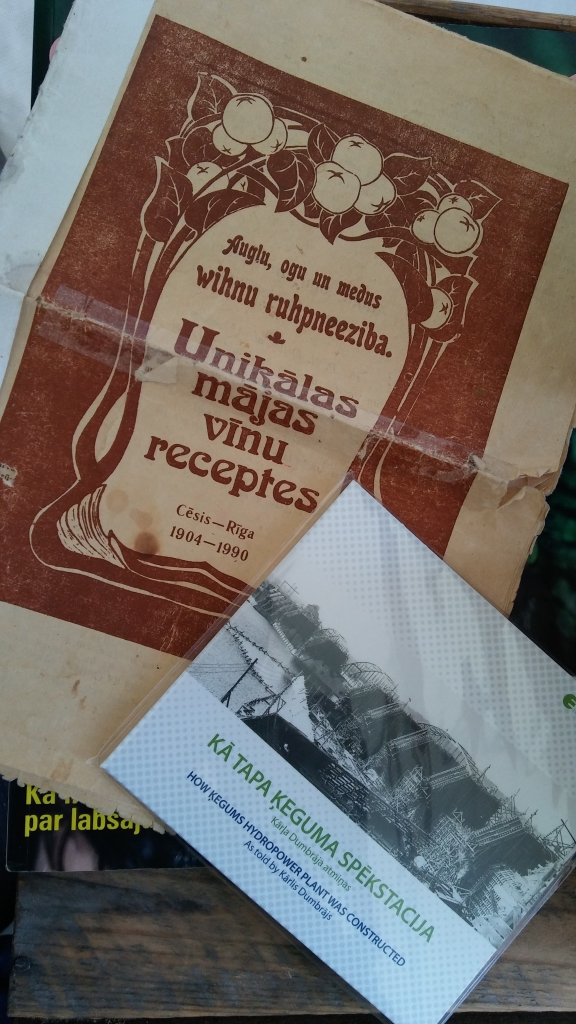 Augļu, ogu un medus
wihnu ruhpneeziba.
Unikālas
mājas
vīnu
receptes
Cēsis—Rīga
1904—1990
KĀ TAPA ĶEGUMA SPĒKSTACIJA
Kārļa Dumbrāja atmiņas
HOW ĶEGUMS HYDROPOWER PLANT WAS CONSTRUCTED
As told by Kārlis Dumbrājs
Kā
par